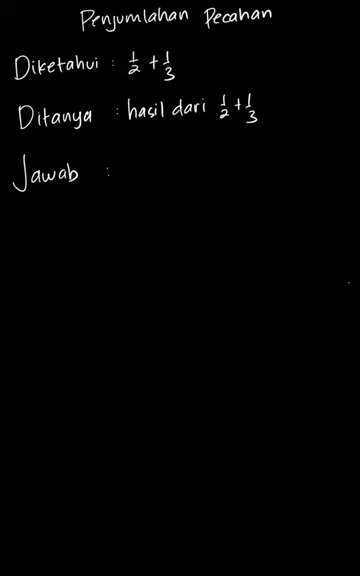 Penjumlahan Pecahan
Diketahui : 1/2 + 1/3
Ditanya : hasil dari 1/2 + 1/3
Jawab :